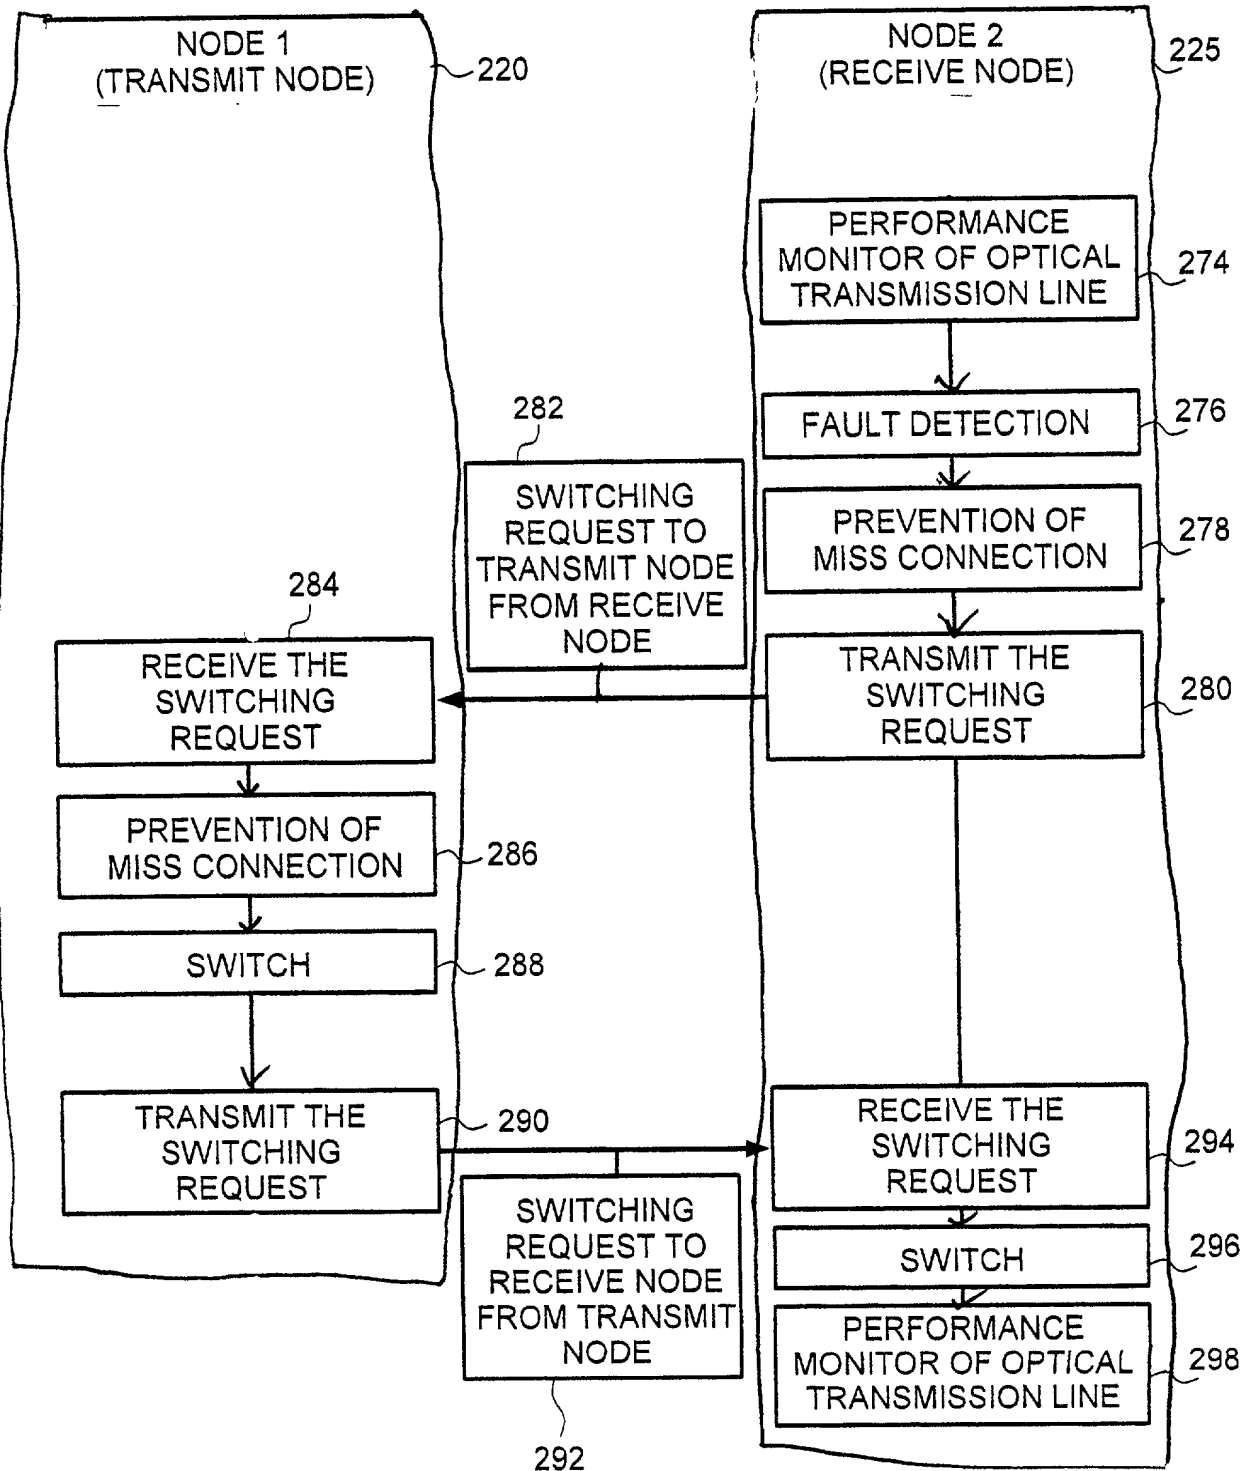 NODE 1
(TRANSMIT NODE)
220
NODE 2
(RECEIVE NODE)
225
PERFORMANCE
MONITOR OF OPTICAL
TRANSMISSION LINE
274
FAULT DETECTION
276
PREVENTION OF
MISS CONNECTION
278
282
SWITCHING
REQUEST TO
TRANSMIT NODE
FROM RECEIVE
NODE
TRANSMIT THE
SWITCHING
REQUEST
280
284
RECEIVE THE
SWITCHING
REQUEST
PREVENTION OF
MISS CONNECTION
286
SWITCH
288
TRANSMIT THE
SWITCHING
REQUEST
290
SWITCHING
REQUEST TO
RECEIVE NODE
FROM TRANSMIT
NODE
292
RECEIVE THE
SWITCHING
REQUEST
294
SWITCH
296
PERFORMANCE
MONITOR OF OPTICAL
TRANSMISSION LINE
298